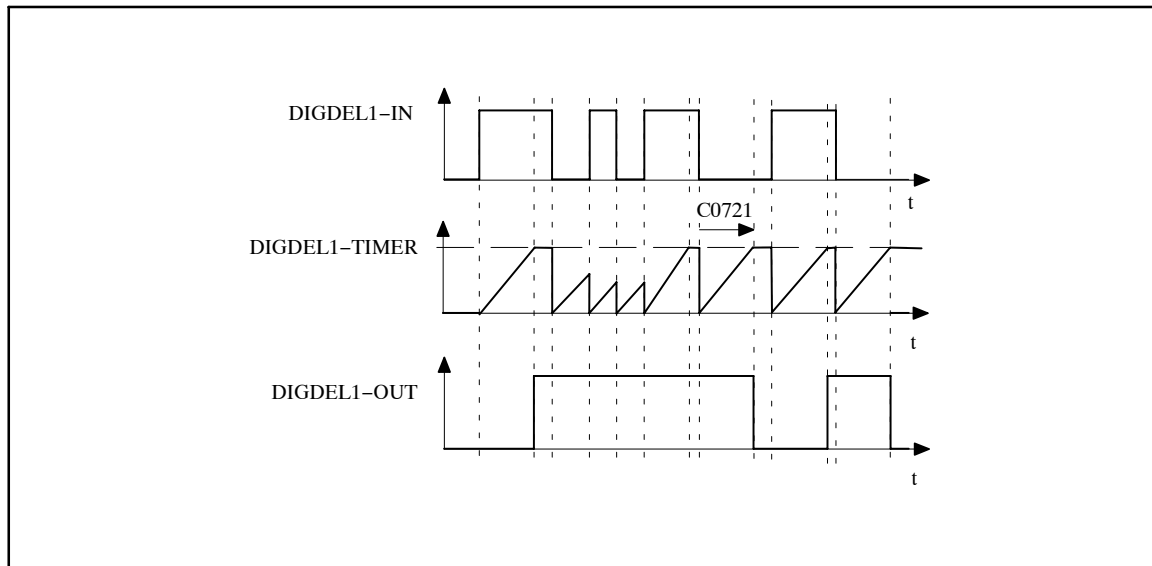 DIGDEL1−IN
t
C0721
DIGDEL1−TIMER
t
DIGDEL1−OUT
t